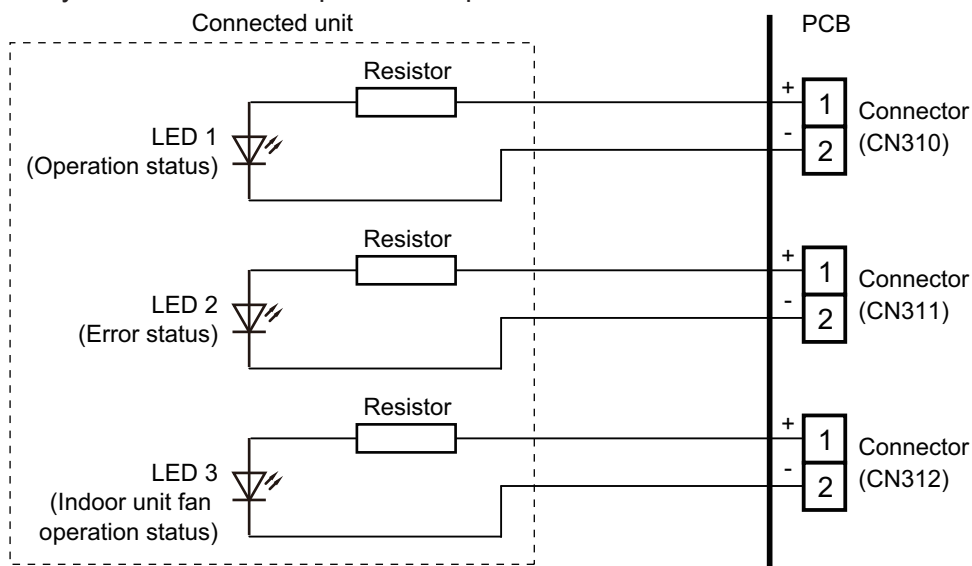 Connected unit
PCB
Resistor
LED 1
(Operation status)
+
1
-
2
Connector
(CN310)
Resistor
LED 2
(Error status)
+
1
-
2
Connector
(CN311)
Resistor
LED 3
(Indoor unit fan
operation status)
+
1
-
2
Connector
(CN312)